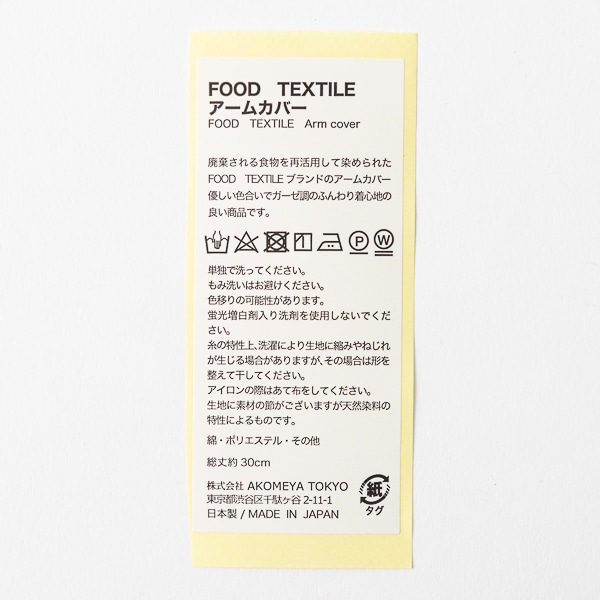 FOOD TEXTILE
アームカバー
FOOD TEXTILE Arm cover
廃棄される食物を再活用して染められた
FOOD TEXTILE ブランドのアームカバー
優しい色合いでガーゼ調のふんわり着心地の
良い商品です。
P W
単独で洗ってください。
もみ洗いはお避けください。
色移りの可能性があります。
蛍光増白剤入り洗剤を使用しないでくだ
さい。
糸の特性上、洗濯により生地に縮みやねじれ
が生じる場合がありますが、その場合は形を
整えて干してください。
アイロンの際はあて布をしてください。
生地に素材の節がございますが天然染料の
特性によるものです。
綿・ポリエステル・その他
総丈約 30cm
株式会社 AKOMEYA TOKYO
東京都渋谷区千駄ヶ谷 2-11-1
日本製 / MADE IN JAPAN
紙
タグ